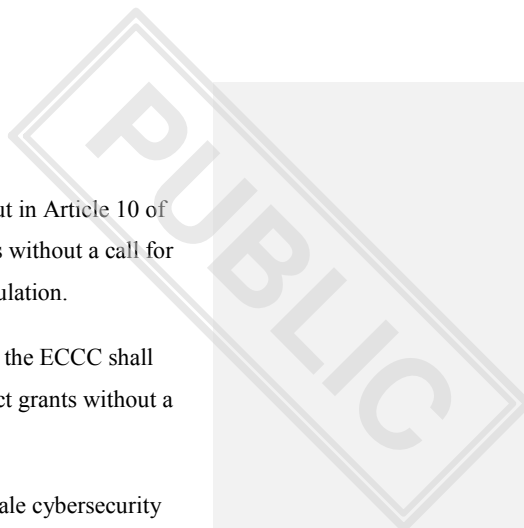 ut in Article 10 of
s without a call for
ulation.
the ECCC shall
ct grants without a
ale cybersecurity
PUBLIC